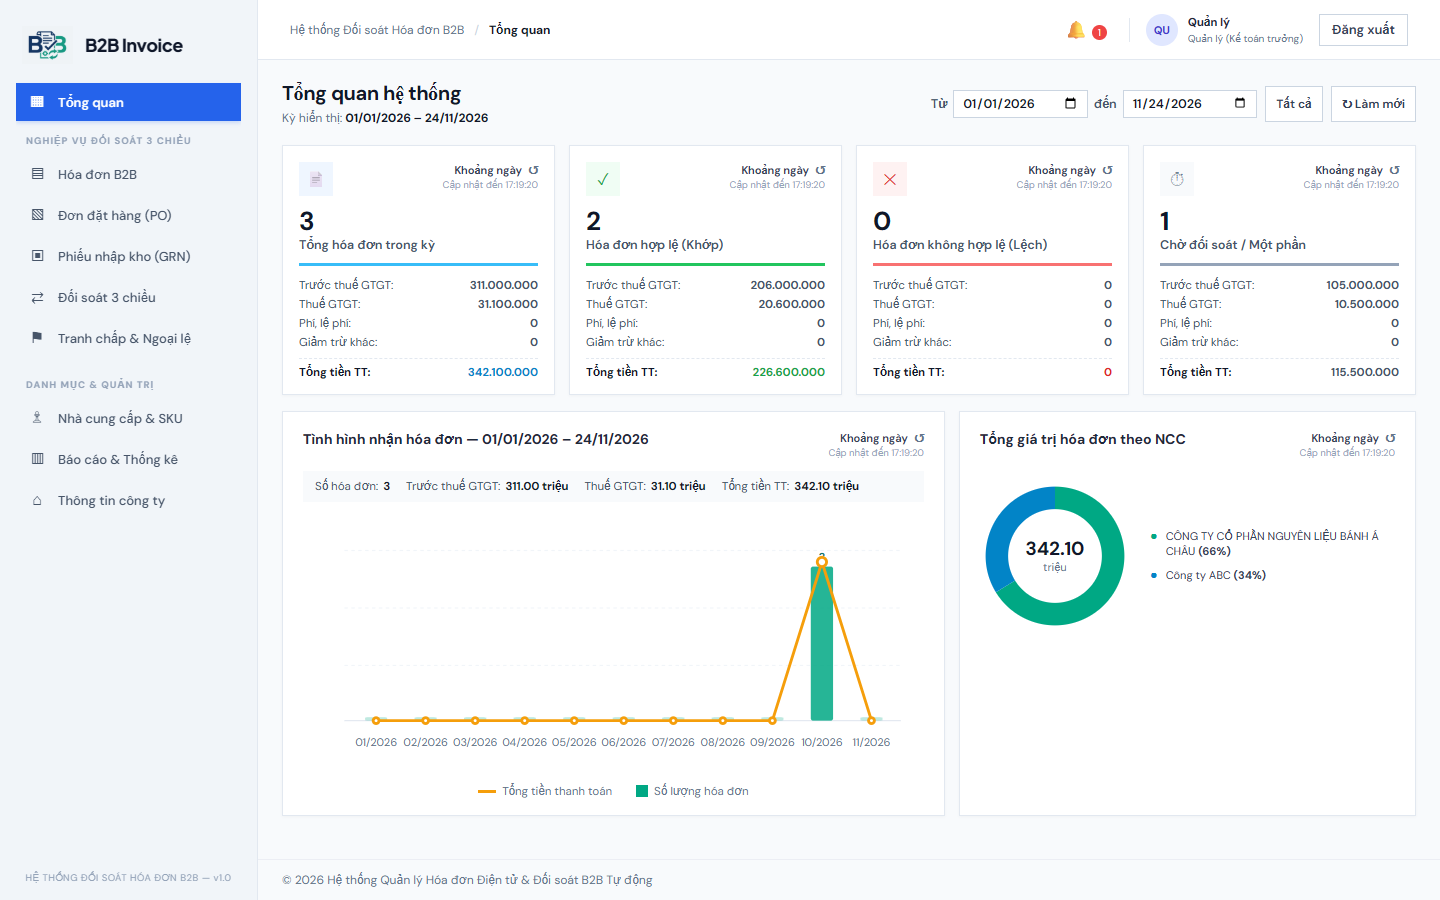 B2B Invoice
Hệ thống Đối soát Hóa đơn B2B / Tổng quan
1
QU
Quản lý
Quản lý (Kế toán trưởng)
Đăng xuất
Tổng quan
NGHIỆP VỤ ĐỐI SOÁT 3 CHIỀU
Hóa đơn B2B
Đơn đặt hàng (PO)
Phiếu nhập kho (GRN)
Đối soát 3 chiều
Tranh chấp & Ngoại lệ
DANH MỤC & QUẢN TRỊ
Nhà cung cấp & SKU
Báo cáo & Thống kê
Thông tin công ty
HỆ THỐNG ĐỐI SOÁT HÓA ĐƠN B2B — v1.0
Tổng quan hệ thống
Kỳ hiển thị: 01/01/2026 – 24/11/2026
Từ 01/01/2026 đến 11/24/2026 Tất cả ↻ Làm mới
Khoảng ngày ↺
Cập nhật đến 17:19:20
3
Tổng hóa đơn trong kỳ
Trước thuế GTGT: 311.000.000
Thuế GTGT: 31.100.000
Phí, lệ phí: 0
Giảm trừ khác: 0
Tổng tiền TT: 342.100.000
Khoảng ngày ↺
Cập nhật đến 17:19:20
2
Hóa đơn hợp lệ (Khớp)
Trước thuế GTGT: 206.000.000
Thuế GTGT: 20.600.000
Phí, lệ phí: 0
Giảm trừ khác: 0
Tổng tiền TT: 226.600.000
Khoảng ngày ↺
Cập nhật đến 17:19:20
0
Hóa đơn không hợp lệ (Lệch)
Trước thuế GTGT: 0
Thuế GTGT: 0
Phí, lệ phí: 0
Giảm trừ khác: 0
Tổng tiền TT: 0
Khoảng ngày ↺
Cập nhật đến 17:19:20
1
Chờ đối soát / Một phần
Trước thuế GTGT: 105.000.000
Thuế GTGT: 10.500.000
Phí, lệ phí: 0
Giảm trừ khác: 0
Tổng tiền TT: 115.500.000
Tình hình nhận hóa đơn — 01/01/2026 – 24/11/2026
Khoảng ngày ↺
Cập nhật đến 17:19:20
Số hóa đơn: 3 Trước thuế GTGT: 311.00 triệu Thuế GTGT: 31.10 triệu Tổng tiền TT: 342.10 triệu
01/2026 02/2026 03/2026 04/2026 05/2026 06/2026 07/2026 08/2026 09/2026 10/2026 11/2026
Tổng tiền thanh toán Số lượng hóa đơn
Tổng giá trị hóa đơn theo NCC
Khoảng ngày ↺
Cập nhật đến 17:19:20
342.10
triệu
CÔNG TY CỔ PHẦN NGUYÊN LIỆU BÁNH Á
CHÂU (66%)
Công ty ABC (34%)
© 2026 Hệ thống Quản lý Hóa đơn Điện tử & Đối soát B2B Tự động